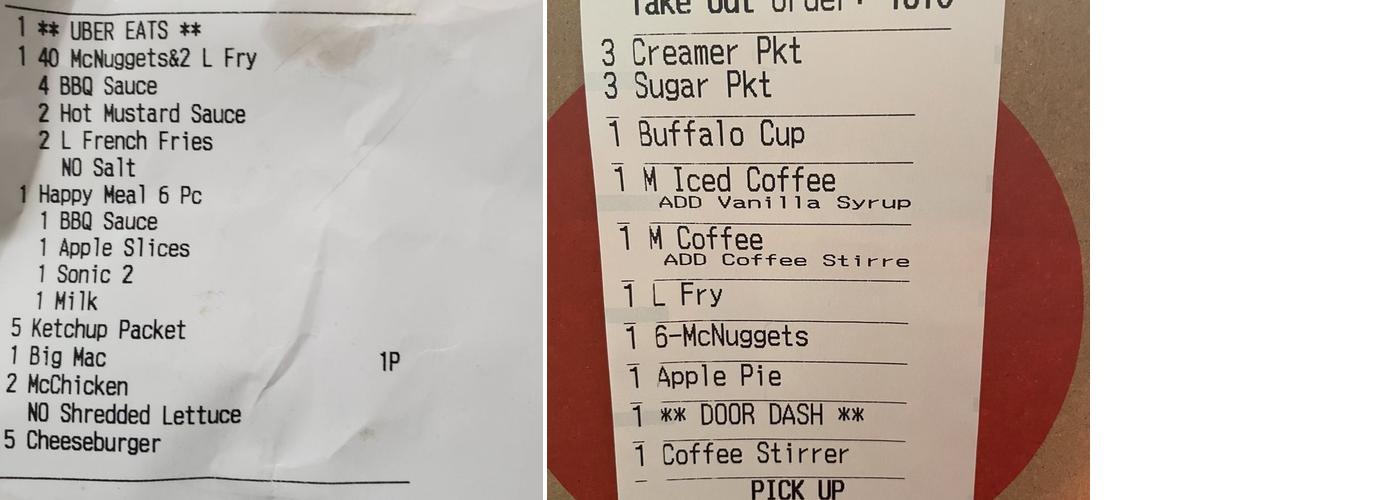 1 ** UBER EATS **
1 40 McNuggets&2 L Fry
4 BBQ Sauce
2 Hot Mustard Sauce
2 L French Fries
NO Salt
1 Happy Meal 6 Pc
1 BBQ Sauce
1 Apple Slices
1 Sonic 2
1 Milk
5 Ketchup Packet
1 Big Mac 1P
2 McChicken
NO Shredded Lettuce
5 Cheeseburger
Take Out Order
3 Creamer Pkt
3 Sugar Pkt
1 Buffalo Cup
1 M Iced Coffee
ADD Vanilla Syrup
1 M Coffee
ADD Coffee Stirre
1 L Fry
1 6-McNuggets
1 Apple Pie
1 ** DOOR DASH **
1 Coffee Stirrer
PICK UP